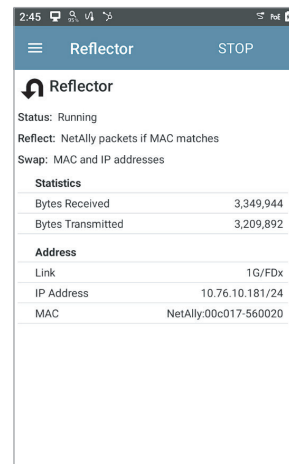 2:45 95% PoE
Reflector STOP
Reflector
Status: Running
Reflect: NetAlly packets if MAC matches
Swap: MAC and IP addresses
Statistics
Bytes Received 3,349,944
Bytes Transmitted 3,209,892
Address
Link 1G/FDx
IP Address 10.76.10.181/24
MAC NetAlly:00c017-560020